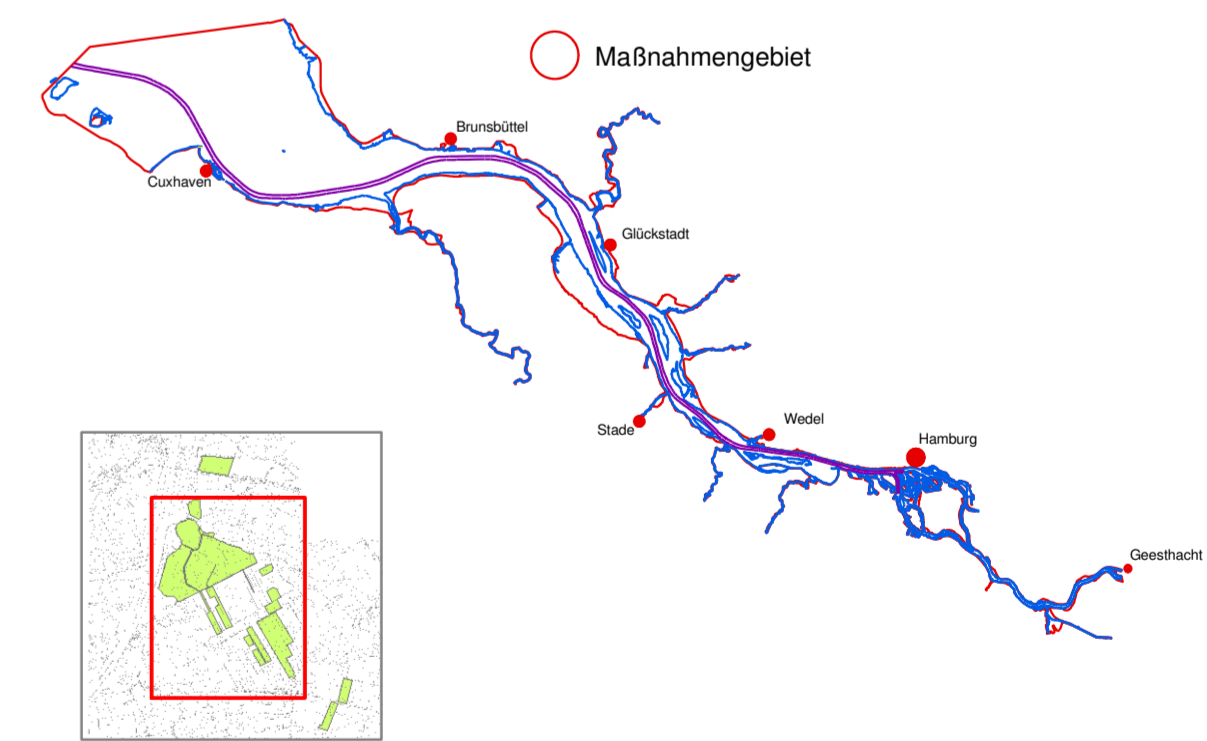 Maßnahmengebiet
Brunsbüttel
Cuxhaven
Glückstadt
Stade
Wedel
Hamburg
Geesthacht